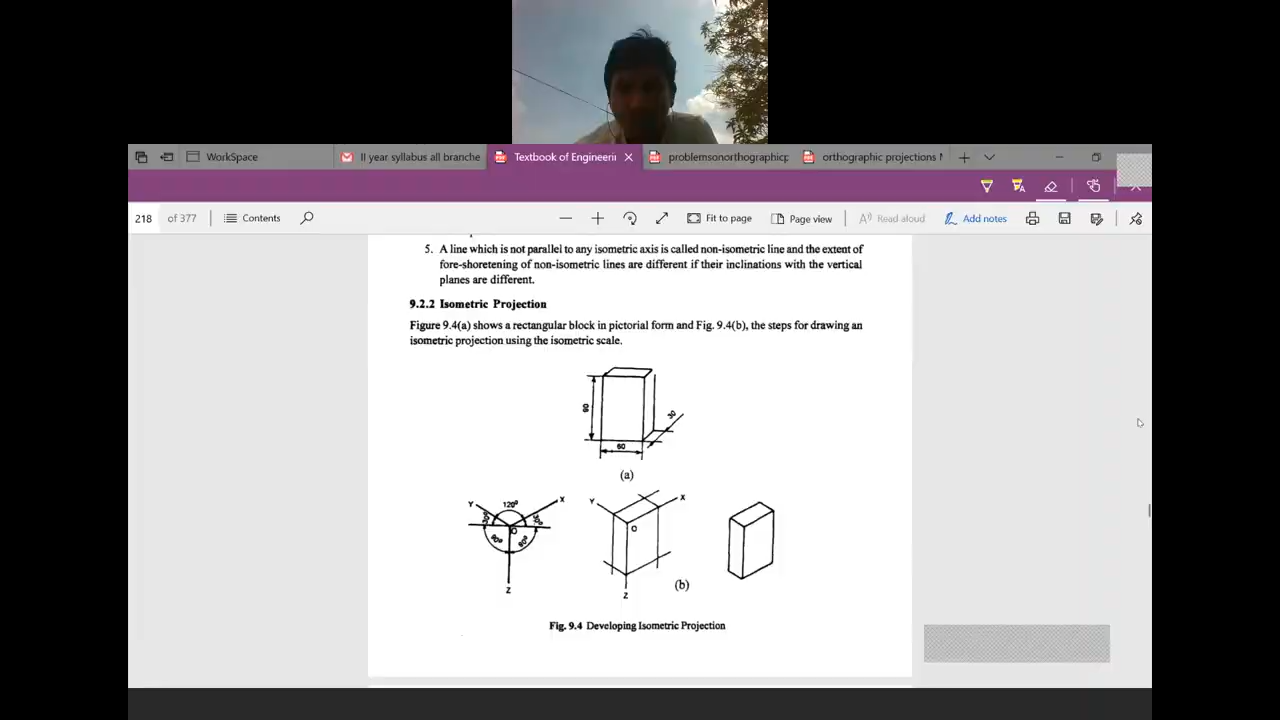 WorkSpace
II year syllabus all branche
Textbook of Engineeri
problemsonorthographicp
orthographic projections
218 of 377
Contents
Fit to page
Page view
Read aloud
Add notes
5. A line which is not parallel to any isometric axis is called non-isometric line and the extent of
fore-shoretening of non-isometric lines are different if their inclinations with the vertical
planes are different.
9.2.2 Isometric Projection
Figure 9.4(a) shows a rectangular block in pictorial form and Fig. 9.4(b), the steps for drawing an
isometric projection using the isometric scale.
30
60
(a)
Y
120°
X
30°
30°
O
90°
90°
Z
Y
X
O
Z
(b)
Fig. 9.4 Developing Isometric Projection